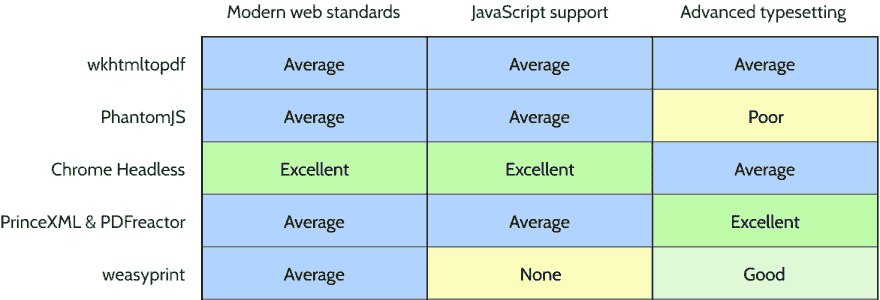 Modern web standards JavaScript support Advanced typesetting
wkhtmltopdf Average Average Average
PhantomJS Average Average Poor
Chrome Headless Excellent Excellent Average
PrinceXML & PDFreactor Average Average Excellent
weasyprint Average None Good